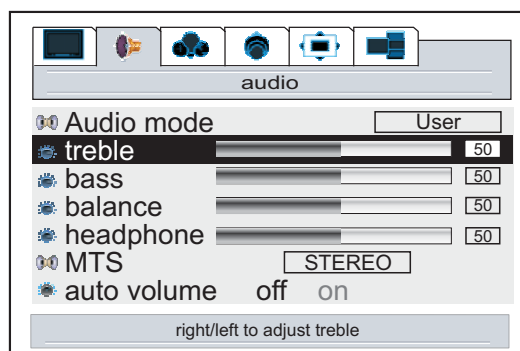 audio
Audio mode User
treble 50
bass 50
balance 50
headphone 50
MTS STEREO
auto volume off on
right/left to adjust treble